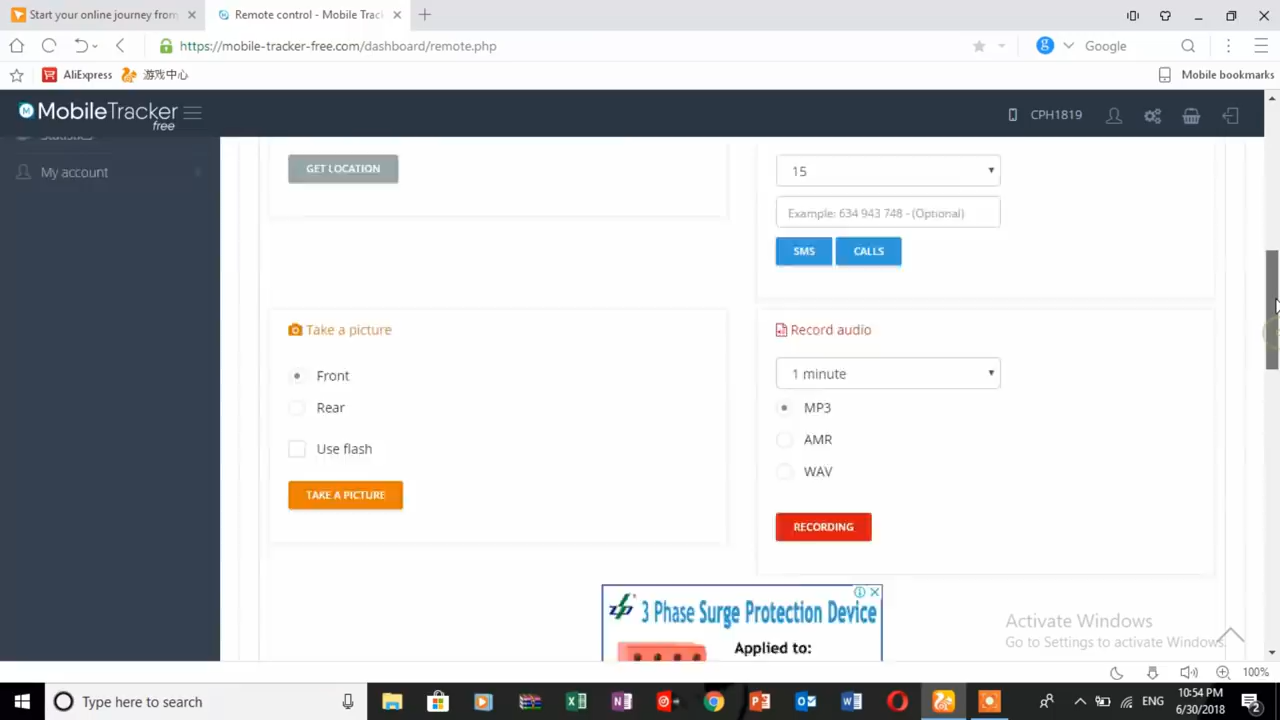 Start your online journey from
Remote control - Mobile Trac
https://mobile-tracker-free.com/dashboard/remote.php
Google
AliExpress
游戏中心
Mobile bookmarks
MobileTracker
free
CPH1819
Statistics
My account
GET LOCATION
15
Example: 634 943 748 - (Optional)
SMS
CALLS
Take a picture
Front
Rear
Use flash
TAKE A PICTURE
Record audio
1 minute
MP3
AMR
WAV
RECORDING
3 Phase Surge Protection Device
Applied to:
Activate Windows
Go to Settings to activate Windows.
100%
Type here to search
ENG
10:54 PM
6/30/2018
2